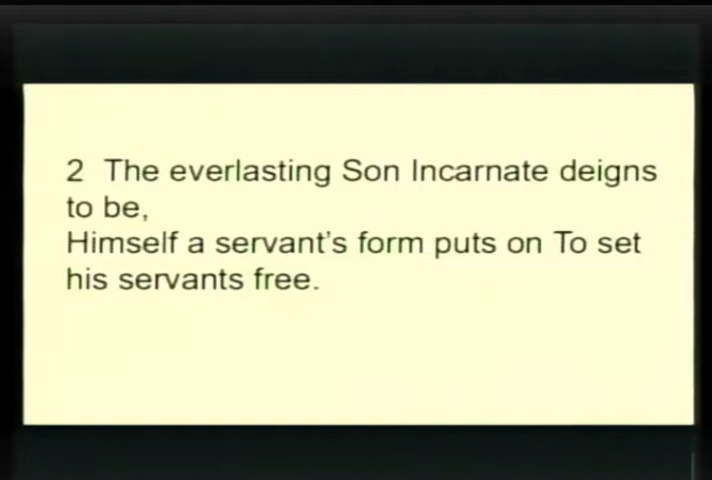 2 The everlasting Son Incarnate deigns
to be,
Himself a servant's form puts on To set
his servants free.